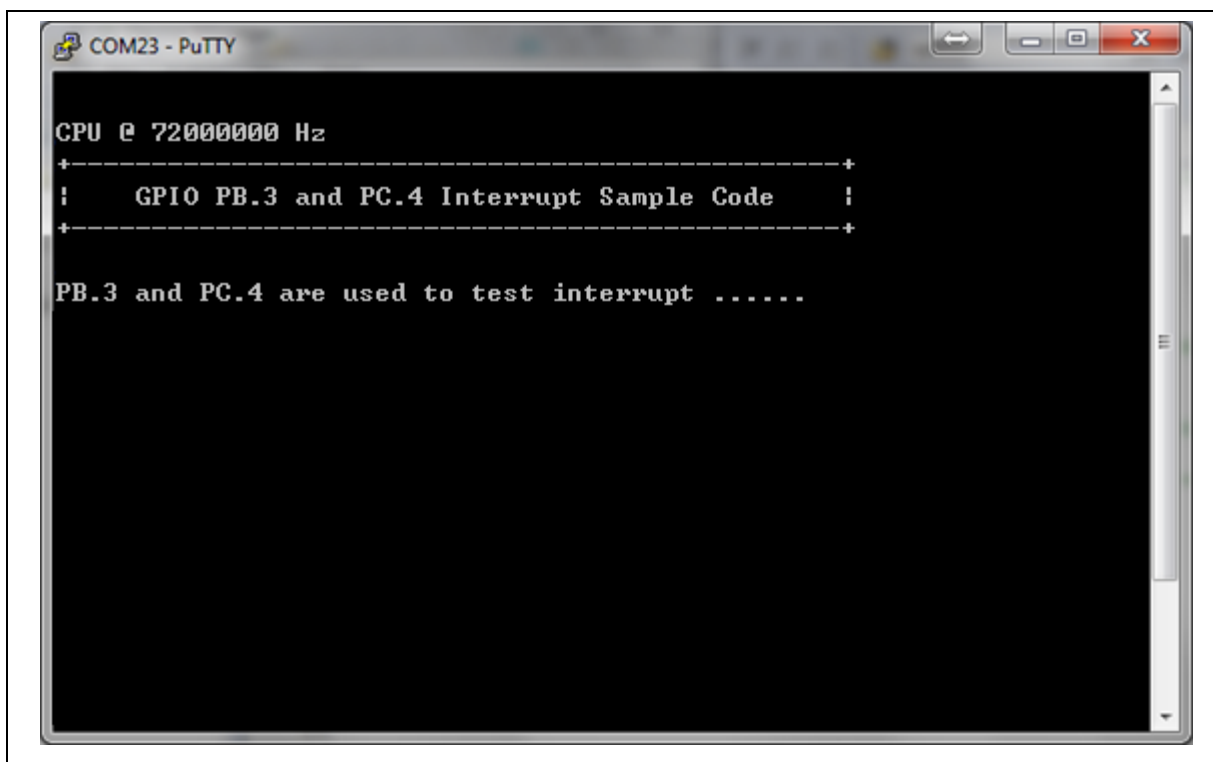 COM23 - PuTTY
CPU @ 72000000 Hz
+------------------------------------------------+
|    GPIO PB.3 and PC.4 Interrupt Sample Code    |
+------------------------------------------------+
PB.3 and PC.4 are used to test interrupt ......